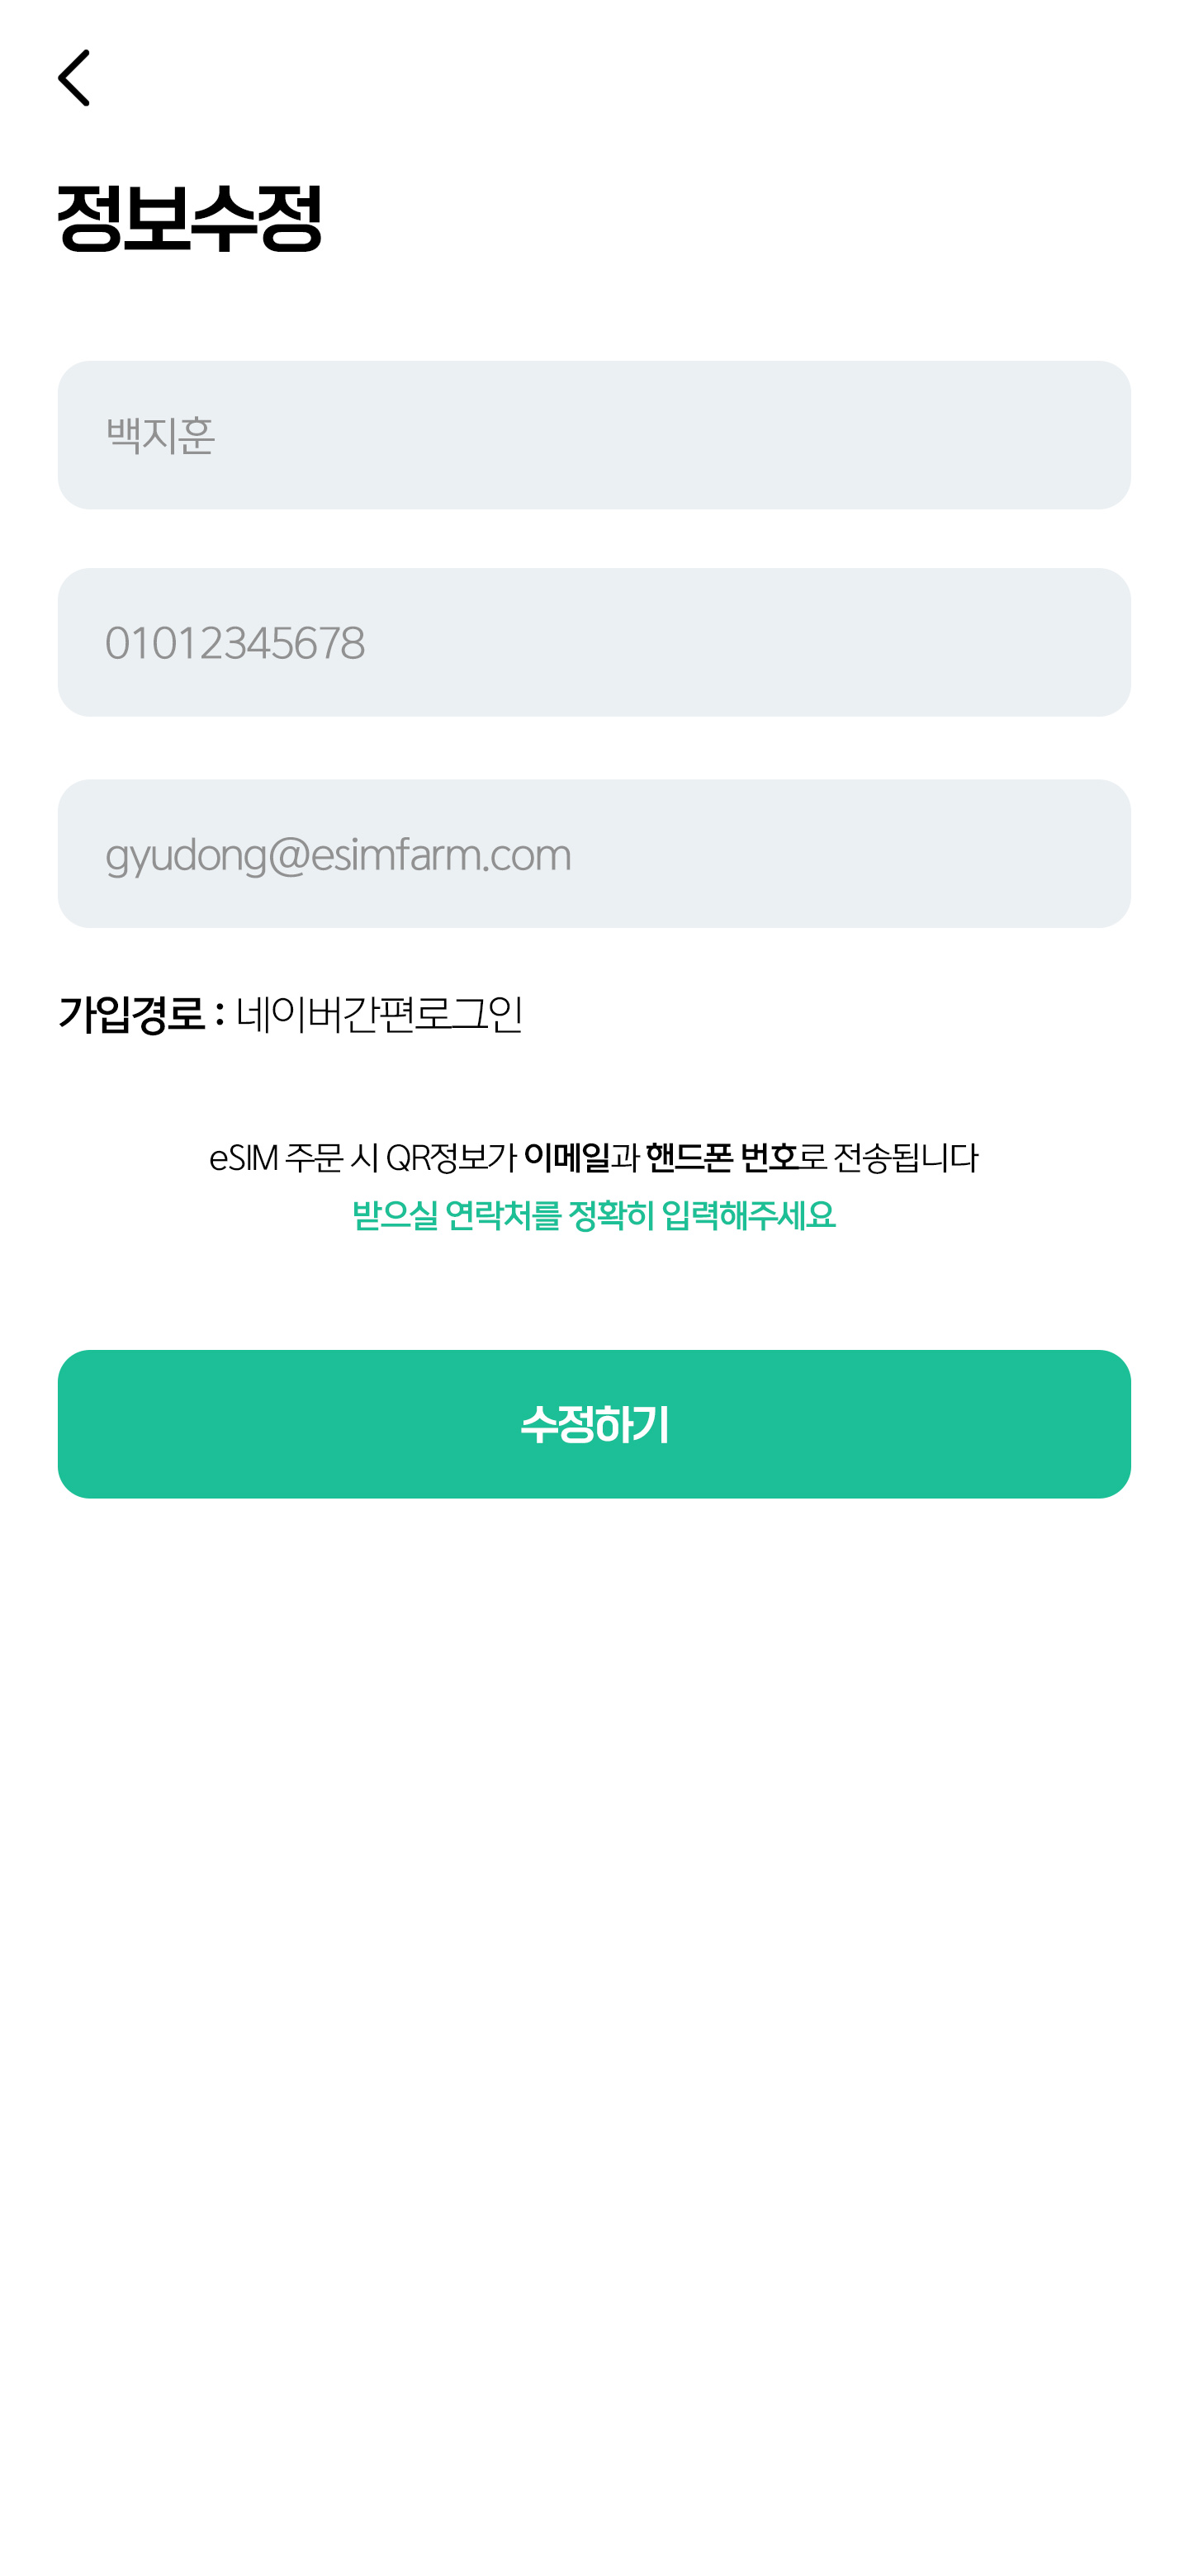 정보수정
백지훈
01012345678
gyudong@esimfarm.com
가입경로 : 네이버간편로그인
eSIM 주문 시 QR정보가 이메일과 핸드폰 번호로 전송됩니다
받으실 연락처를 정확히 입력해주세요
수정하기